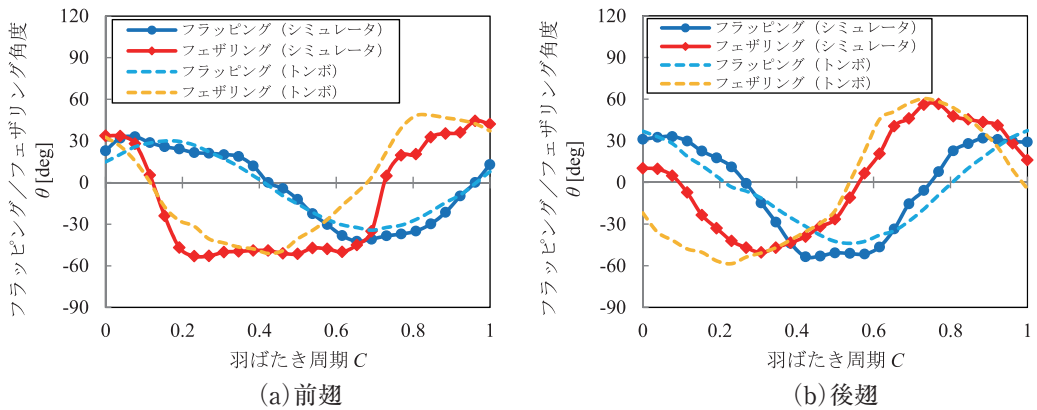 フラッピング／フェザリング角度
θ [deg]
120
90
60
30
0
-30
-60
-90
フラッピング（シミュレータ）
フェザリング（シミュレータ）
フラッピング（トンボ）
フェザリング（トンボ）
0 0.2 0.4 0.6 0.8 1
羽ばたき周期 C
(a) 前翅
フラッピング／フェザリング角度
θ [deg]
120
90
60
30
0
-30
-60
-90
フラッピング（シミュレータ）
フェザリング（シミュレータ）
フラッピング（トンボ）
フェザリング（トンボ）
0 0.2 0.4 0.6 0.8 1
羽ばたき周期 C
(b) 後翅